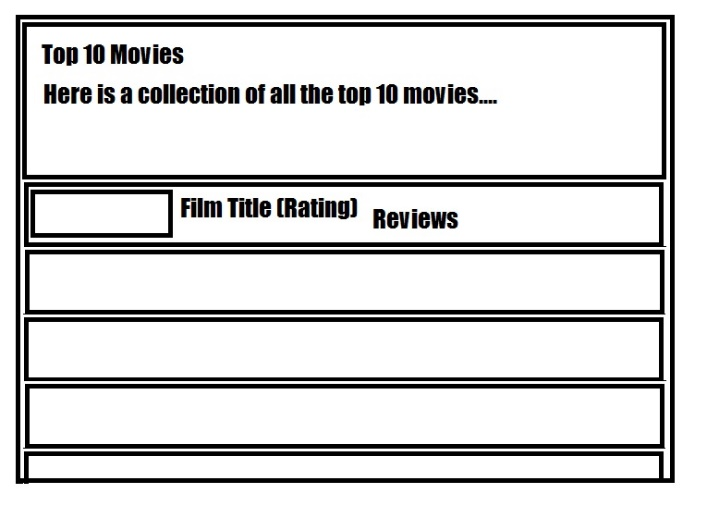 Top 10 Movies
Here is a collection of all the top 10 movies....
Film Title (Rating)
Reviews